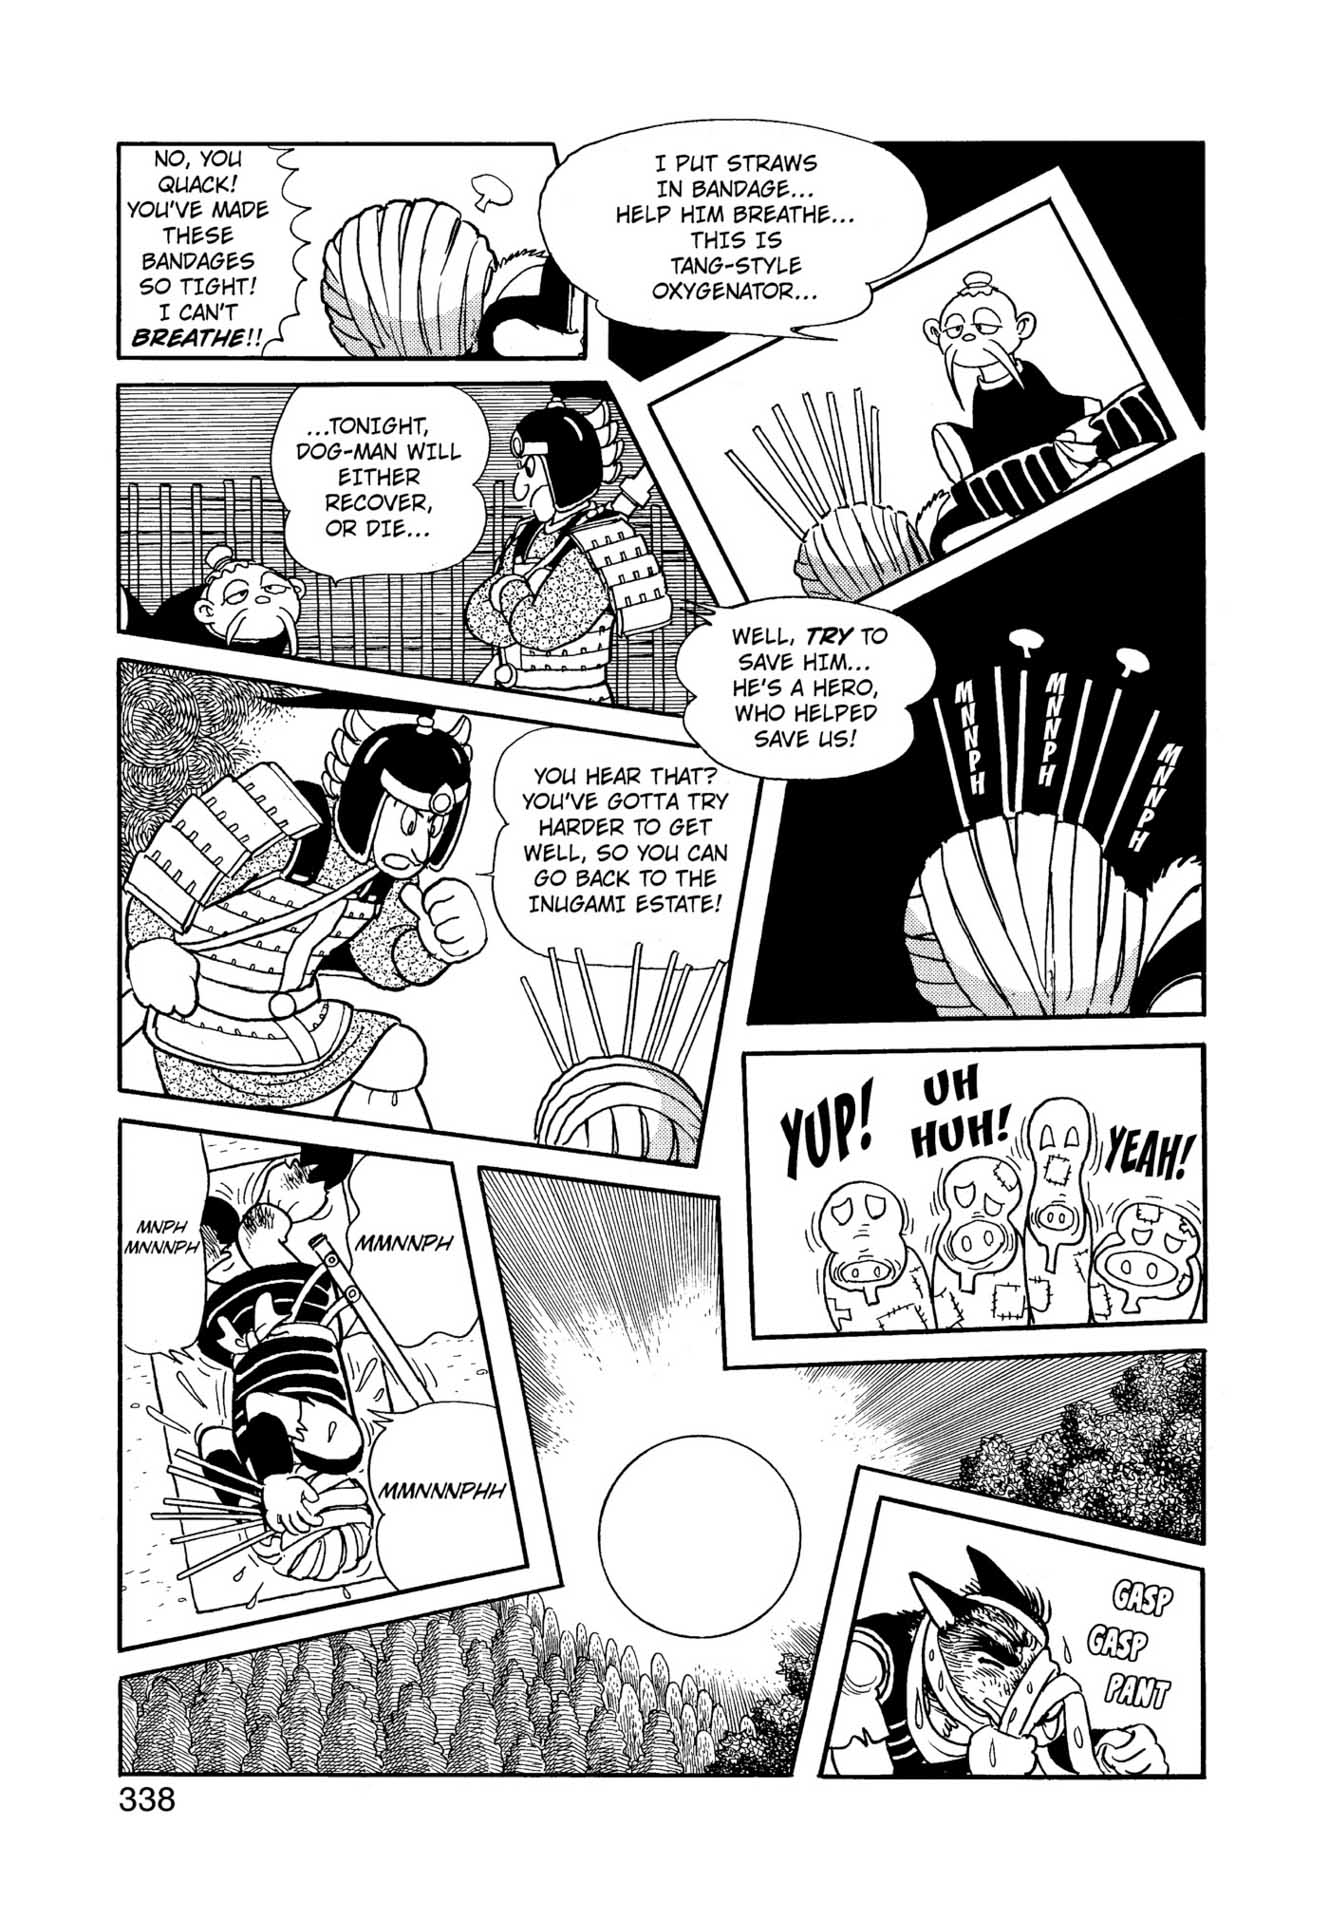 NO, YOU
QUACK!
YOU'VE MADE
THESE
BANDAGES
SO TIGHT!
I CAN'T
BREATHE!!
I PUT STRAWS
IN BANDAGE...
HELP HIM BREATHE...
THIS IS
TANG-STYLE
OXYGENATOR...
...TONIGHT,
DOG-MAN WILL
EITHER
RECOVER,
OR DIE...
WELL, TRY TO
SAVE HIM...
HE'S A HERO,
WHO HELPED
SAVE US!
MNNPH
MNNPH
MNNPH
YOU HEAR THAT?
YOU'VE GOTTA TRY
HARDER TO GET
WELL, SO YOU CAN
GO BACK TO THE
INUGAMI ESTATE!
YUP!
UH
HUH!
YEAH!
MNPH
MNNNPH
MMNNPH
MMNNNPHH
GASP
GASP
PANT
338